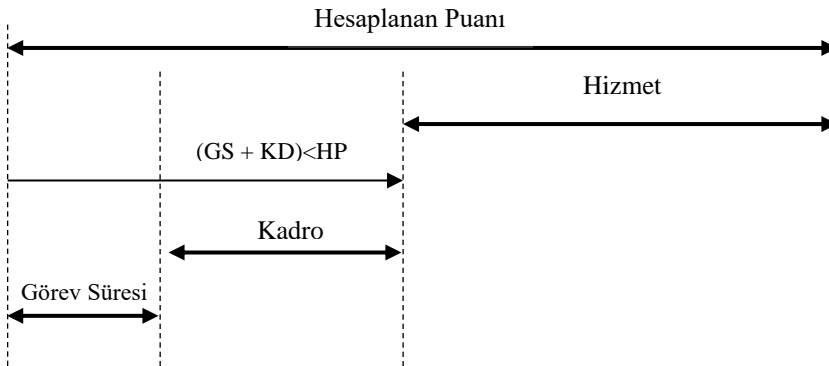 Hesaplanan Puanı
Hizmet
(GS + KD)<HP
Kadro
Görev Süresi